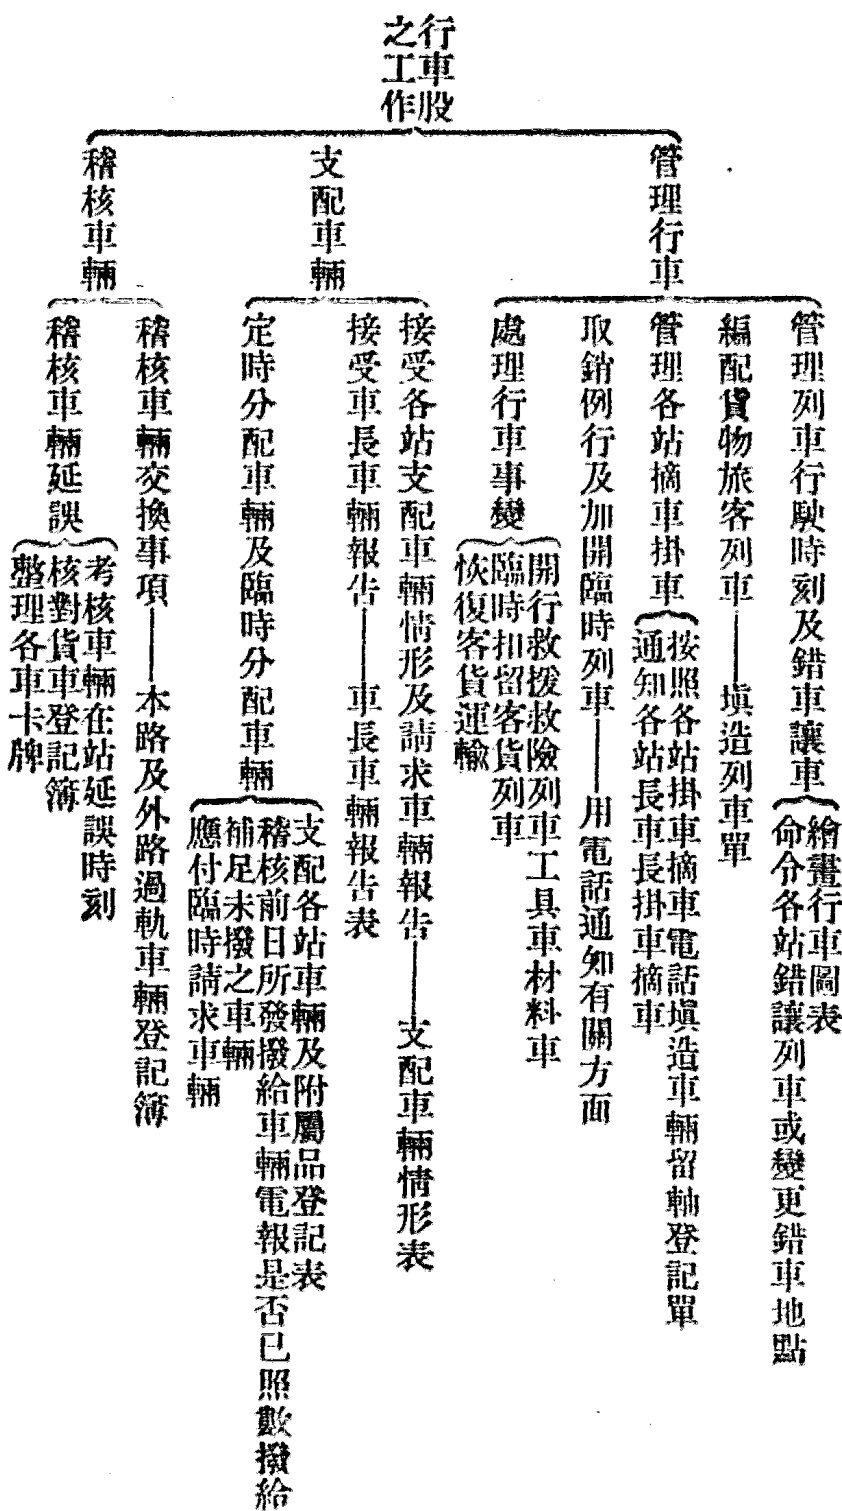 行車股
之工作
管理行車
管理列車行駛時刻及錯車讓車
繪畫行車圖表
命令各站錯讓列車或變更錯車地點
編配貨物旅客列車——填造列車單
管理各站摘車掛車
按照各站掛車摘車電話填造車輛留軸登記單
通知各站長車長掛車摘車
取銷例行及加開臨時列車——用電話通知有關方面
處理行車事變
開行救援救險列車工具車材料車
臨時扣留客貨列車
恢復客貨運輸
支配車輛
接受各站支配車輛情形及請求車輛報告——支配車輛情形表
接受車長車輛報告——車長車輛報告表
定時分配車輛及臨時分配車輛
支配各站車輛及附屬品登記表
稽核前日所發撥給車輛電報是否已照數撥給
補足未撥之車輛
應付臨時請求車輛
稽核車輛
稽核車輛交換事項——本路及外路過軌車輛登記簿
稽核車輛延誤
考核車輛在站延誤時刻
核對貨車登記簿
整理各車卡牌